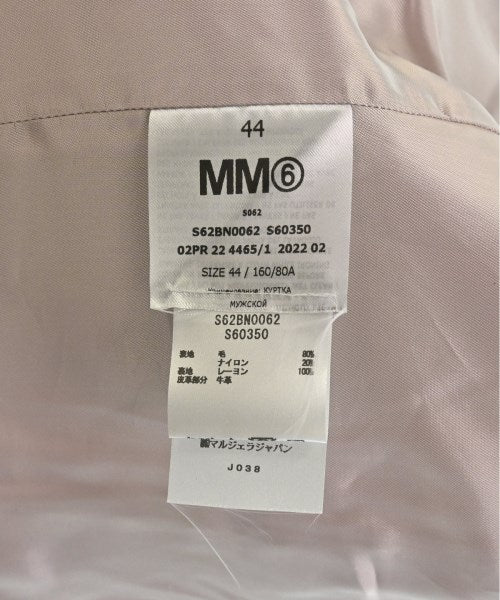 44
MM⑥
S062
S62BN0062 S60350
02PR 22 4465/1 2022 02
SIZE 44 / 160/80A
КУРТКА
МУЖСКОЙ
S62BN0062
S60350
表地 毛 80%
ナイロン 20%
裏地 レーヨン 100%
皮革部分 牛革
㈱マルジェラジャパン
J038